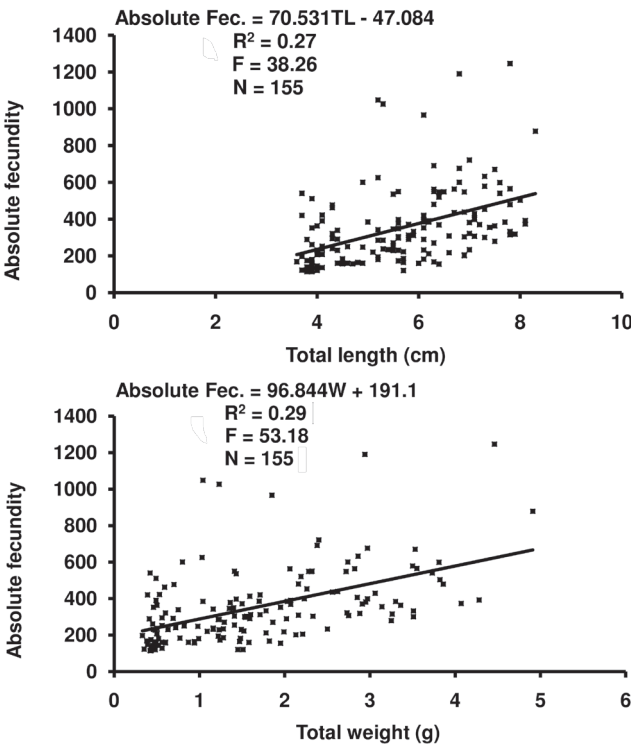 Absolute Fec. = 70.531TL - 47.084
R² = 0.27
F = 38.26
N = 155
1400
1200
1000
800
600
400
200
0
Absolute fecundity
0 2 4 6 8 10
Total length (cm)
Absolute Fec. = 96.844W + 191.1
R² = 0.29
F = 53.18
N = 155
1400
1200
1000
800
600
400
200
0
Absolute fecundity
0 1 2 3 4 5 6
Total weight (g)